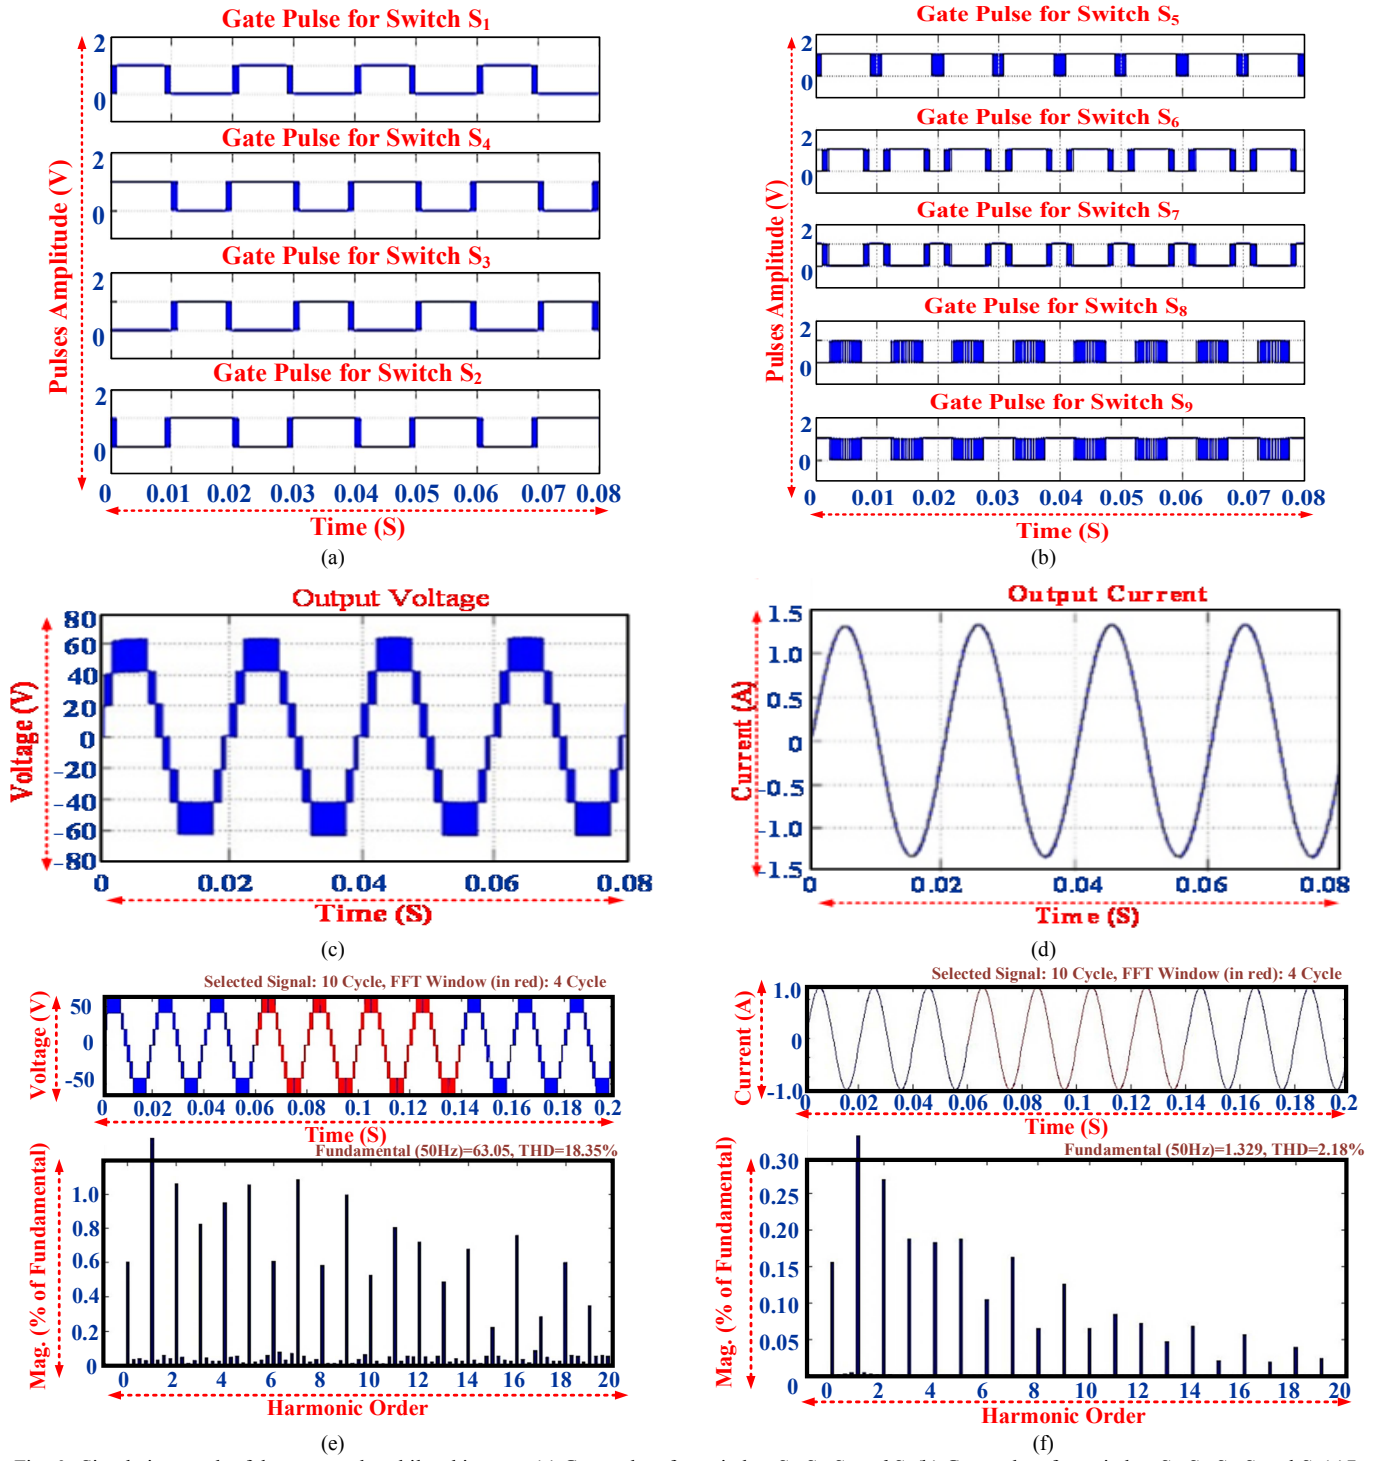 Gate Pulse for Switch S1
2
0
Gate Pulse for Switch S4
2
0
Gate Pulse for Switch S3
2
0
Gate Pulse for Switch S2
2
0
Pulses Amplitude (V)
0 0.01 0.02 0.03 0.04 0.05 0.06 0.07 0.08
Time (S)
(a)
Gate Pulse for Switch S5
2
0
Gate Pulse for Switch S6
2
0
Gate Pulse for Switch S7
2
0
Gate Pulse for Switch S8
2
0
Gate Pulse for Switch S9
2
0
Pulses Amplitude (V)
0 0.01 0.02 0.03 0.04 0.05 0.06 0.07 0.08
Time (S)
(b)
Output Voltage
80
60
40
20
0
-20
-40
-60
-80
Voltage (V)
0 0.02 0.04 0.06 0.08
Time (S)
(c)
Output Current
1.5
1.0
0.5
0
-0.5
-1.0
-1.5
Current (A)
0 0.02 0.04 0.06 0.08
Time (S)
(d)
Selected Signal: 10 Cycle, FFT Window (in red): 4 Cycle
50
0
-50
Voltage (V)
0 0.02 0.04 0.06 0.08 0.1 0.12 0.14 0.16 0.18 0.2
Time (S)
Fundamental (50Hz)=63.05, THD=18.35%
1.0
0.8
0.6
0.4
0.2
0
Mag. (% of Fundamental)
0 2 4 6 8 10 12 14 16 18 20
Harmonic Order
(e)
Selected Signal: 10 Cycle, FFT Window (in red): 4 Cycle
1.0
0
-1.0
Current (A)
0 0.02 0.04 0.06 0.08 0.1 0.12 0.14 0.16 0.18 0.2
Time (S)
Fundamental (50Hz)=1.329, THD=2.18%
0.30
0.25
0.20
0.15
0.10
0.05
0
Mag. (% of Fundamental)
0 2 4 6 8 10 12 14 16 18 20
Harmonic Order
(f)